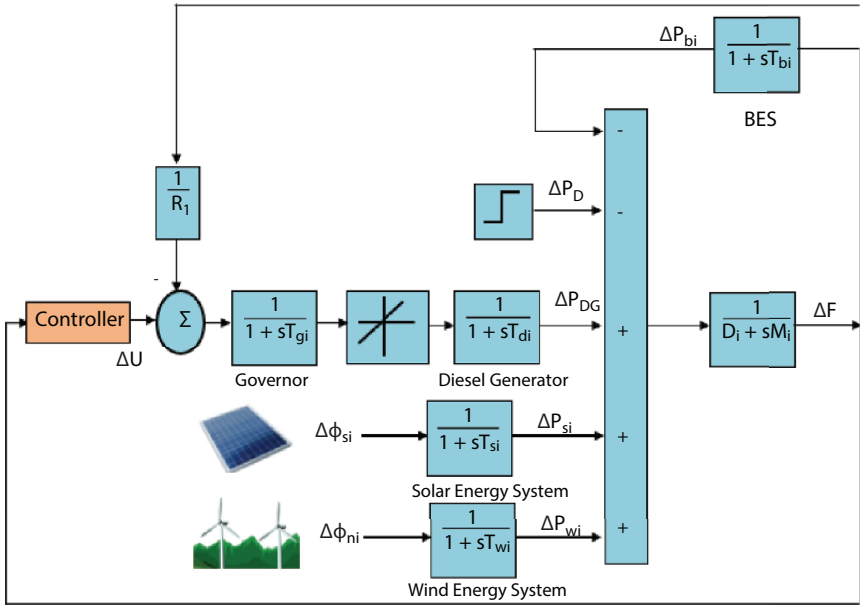 ΔP_bi
1
1 + sT_bi
BES
-
ΔP_D
-
1
R_1
-
Controller
ΔU
Σ
1
1 + sT_gi
Governor
1
1 + sT_di
Diesel Generator
ΔP_DG
+
1
D_i + sM_i
ΔF
Δϕ_si
1
1 + sT_si
Solar Energy System
ΔP_si
+
Δϕ_ni
1
1 + sT_wi
Wind Energy System
ΔP_wi
+